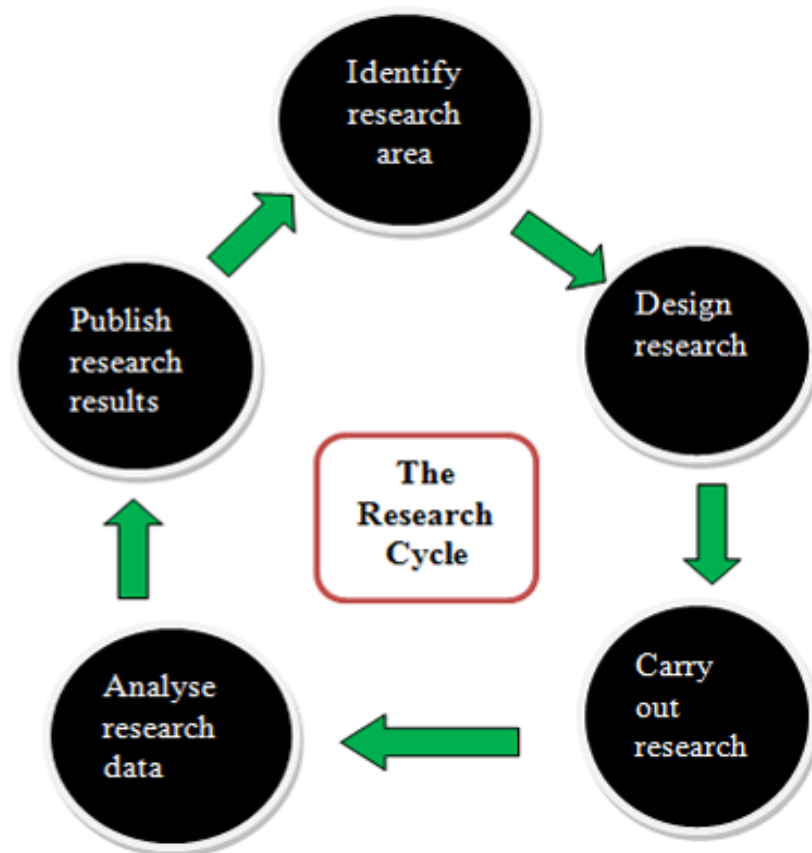 Identify
research
area
Design
research
Carry
out
research
Analyse
research
data
Publish
research
results
The
Research
Cycle